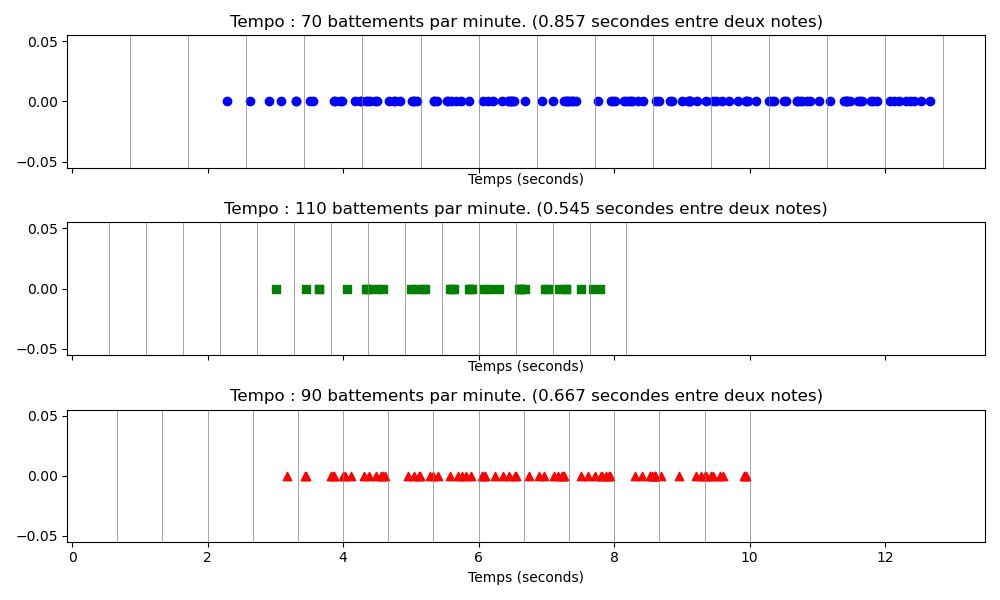 Tempo : 70 battements par minute. (0.857 secondes entre deux notes)
0.05
0.00
−0.05
Temps (seconds)
Tempo : 110 battements par minute. (0.545 secondes entre deux notes)
0.05
0.00
−0.05
Temps (seconds)
Tempo : 90 battements par minute. (0.667 secondes entre deux notes)
0.05
0.00
−0.05
0 2 4 6 8 10 12
Temps (seconds)